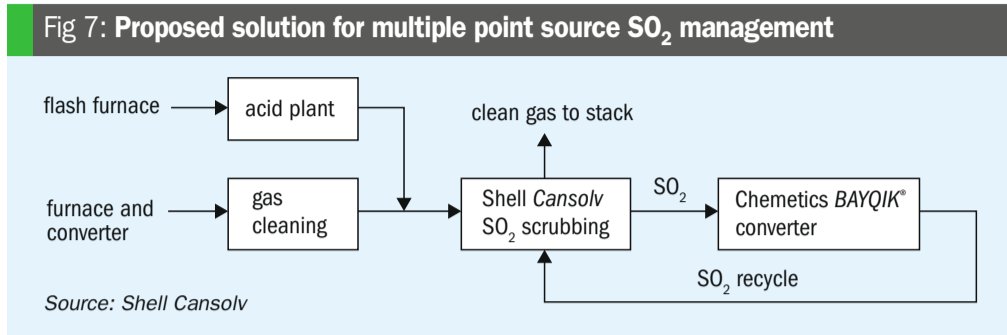 Fig 7: Proposed solution for multiple point source SO₂ management
flash furnace
acid plant
clean gas to stack
furnace and
converter
gas
cleaning
Shell Cansolv
SO₂ scrubbing
SO₂
Chemetics BAYQIK®
converter
SO₂ recycle
Source: Shell Cansolv